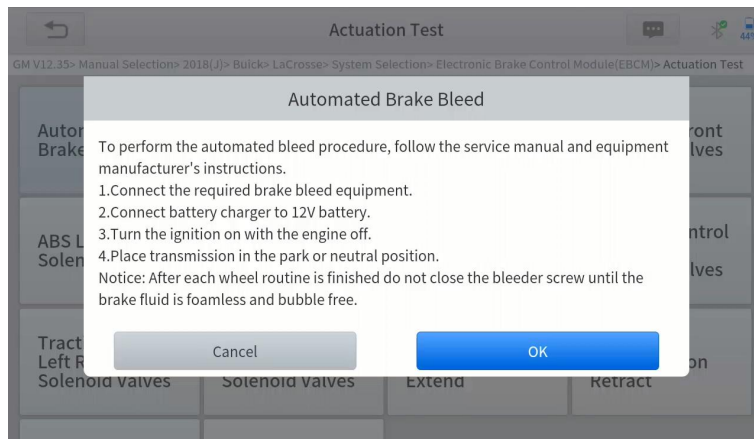 Actuation Test
44°
GM V12.35> Manual Selection> 2018(J)> Buick> LaCrosse> System Selection> Electronic Brake Control Module(EBCM)> Actuation Test
Automated Brake Bleed
To perform the automated bleed procedure, follow the service manual and equipment
manufacturer's instructions.
1.Connect the required brake bleed equipment.
2.Connect battery charger to 12V battery.
3.Turn the ignition on with the engine off.
4.Place transmission in the park or neutral position.
Notice: After each wheel routine is finished do not close the bleeder screw until the
brake fluid is foamless and bubble free.
Cancel
OK
Brake
ABS L
Left R
Solenoid Valves
Solenoid Valves
Extend
Retract